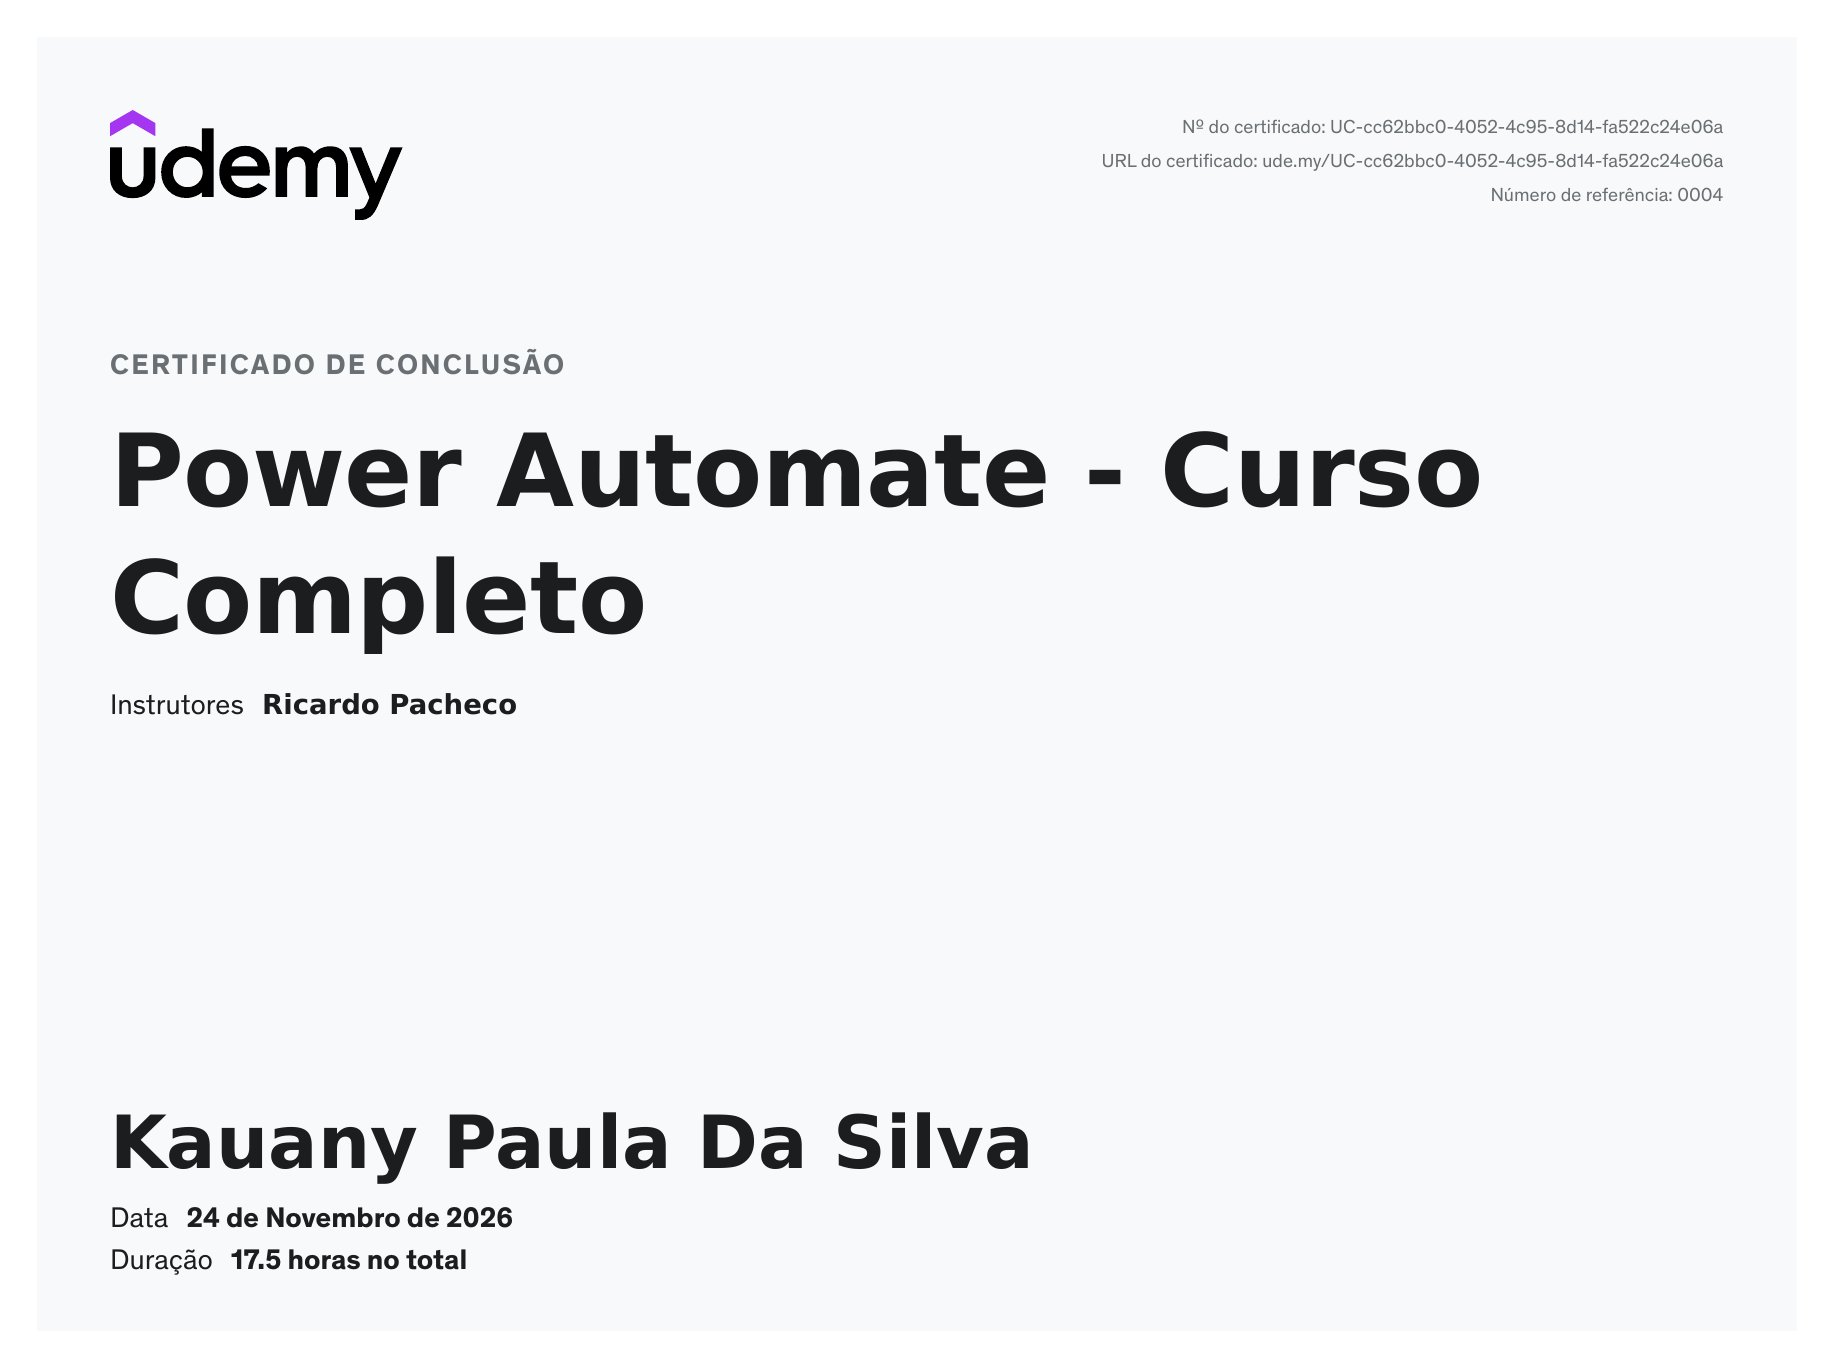 udemy
Nº do certificado: UC-cc62bbc0-4052-4c95-8d14-fa522c24e06a
URL do certificado: ude.my/UC-cc62bbc0-4052-4c95-8d14-fa522c24e06a
Número de referência: 0004
CERTIFICADO DE CONCLUSÃO
Power Automate - Curso
Completo
Instrutores Ricardo Pacheco
Kauany Paula Da Silva
Data 24 de Novembro de 2026
Duração 17.5 horas no total